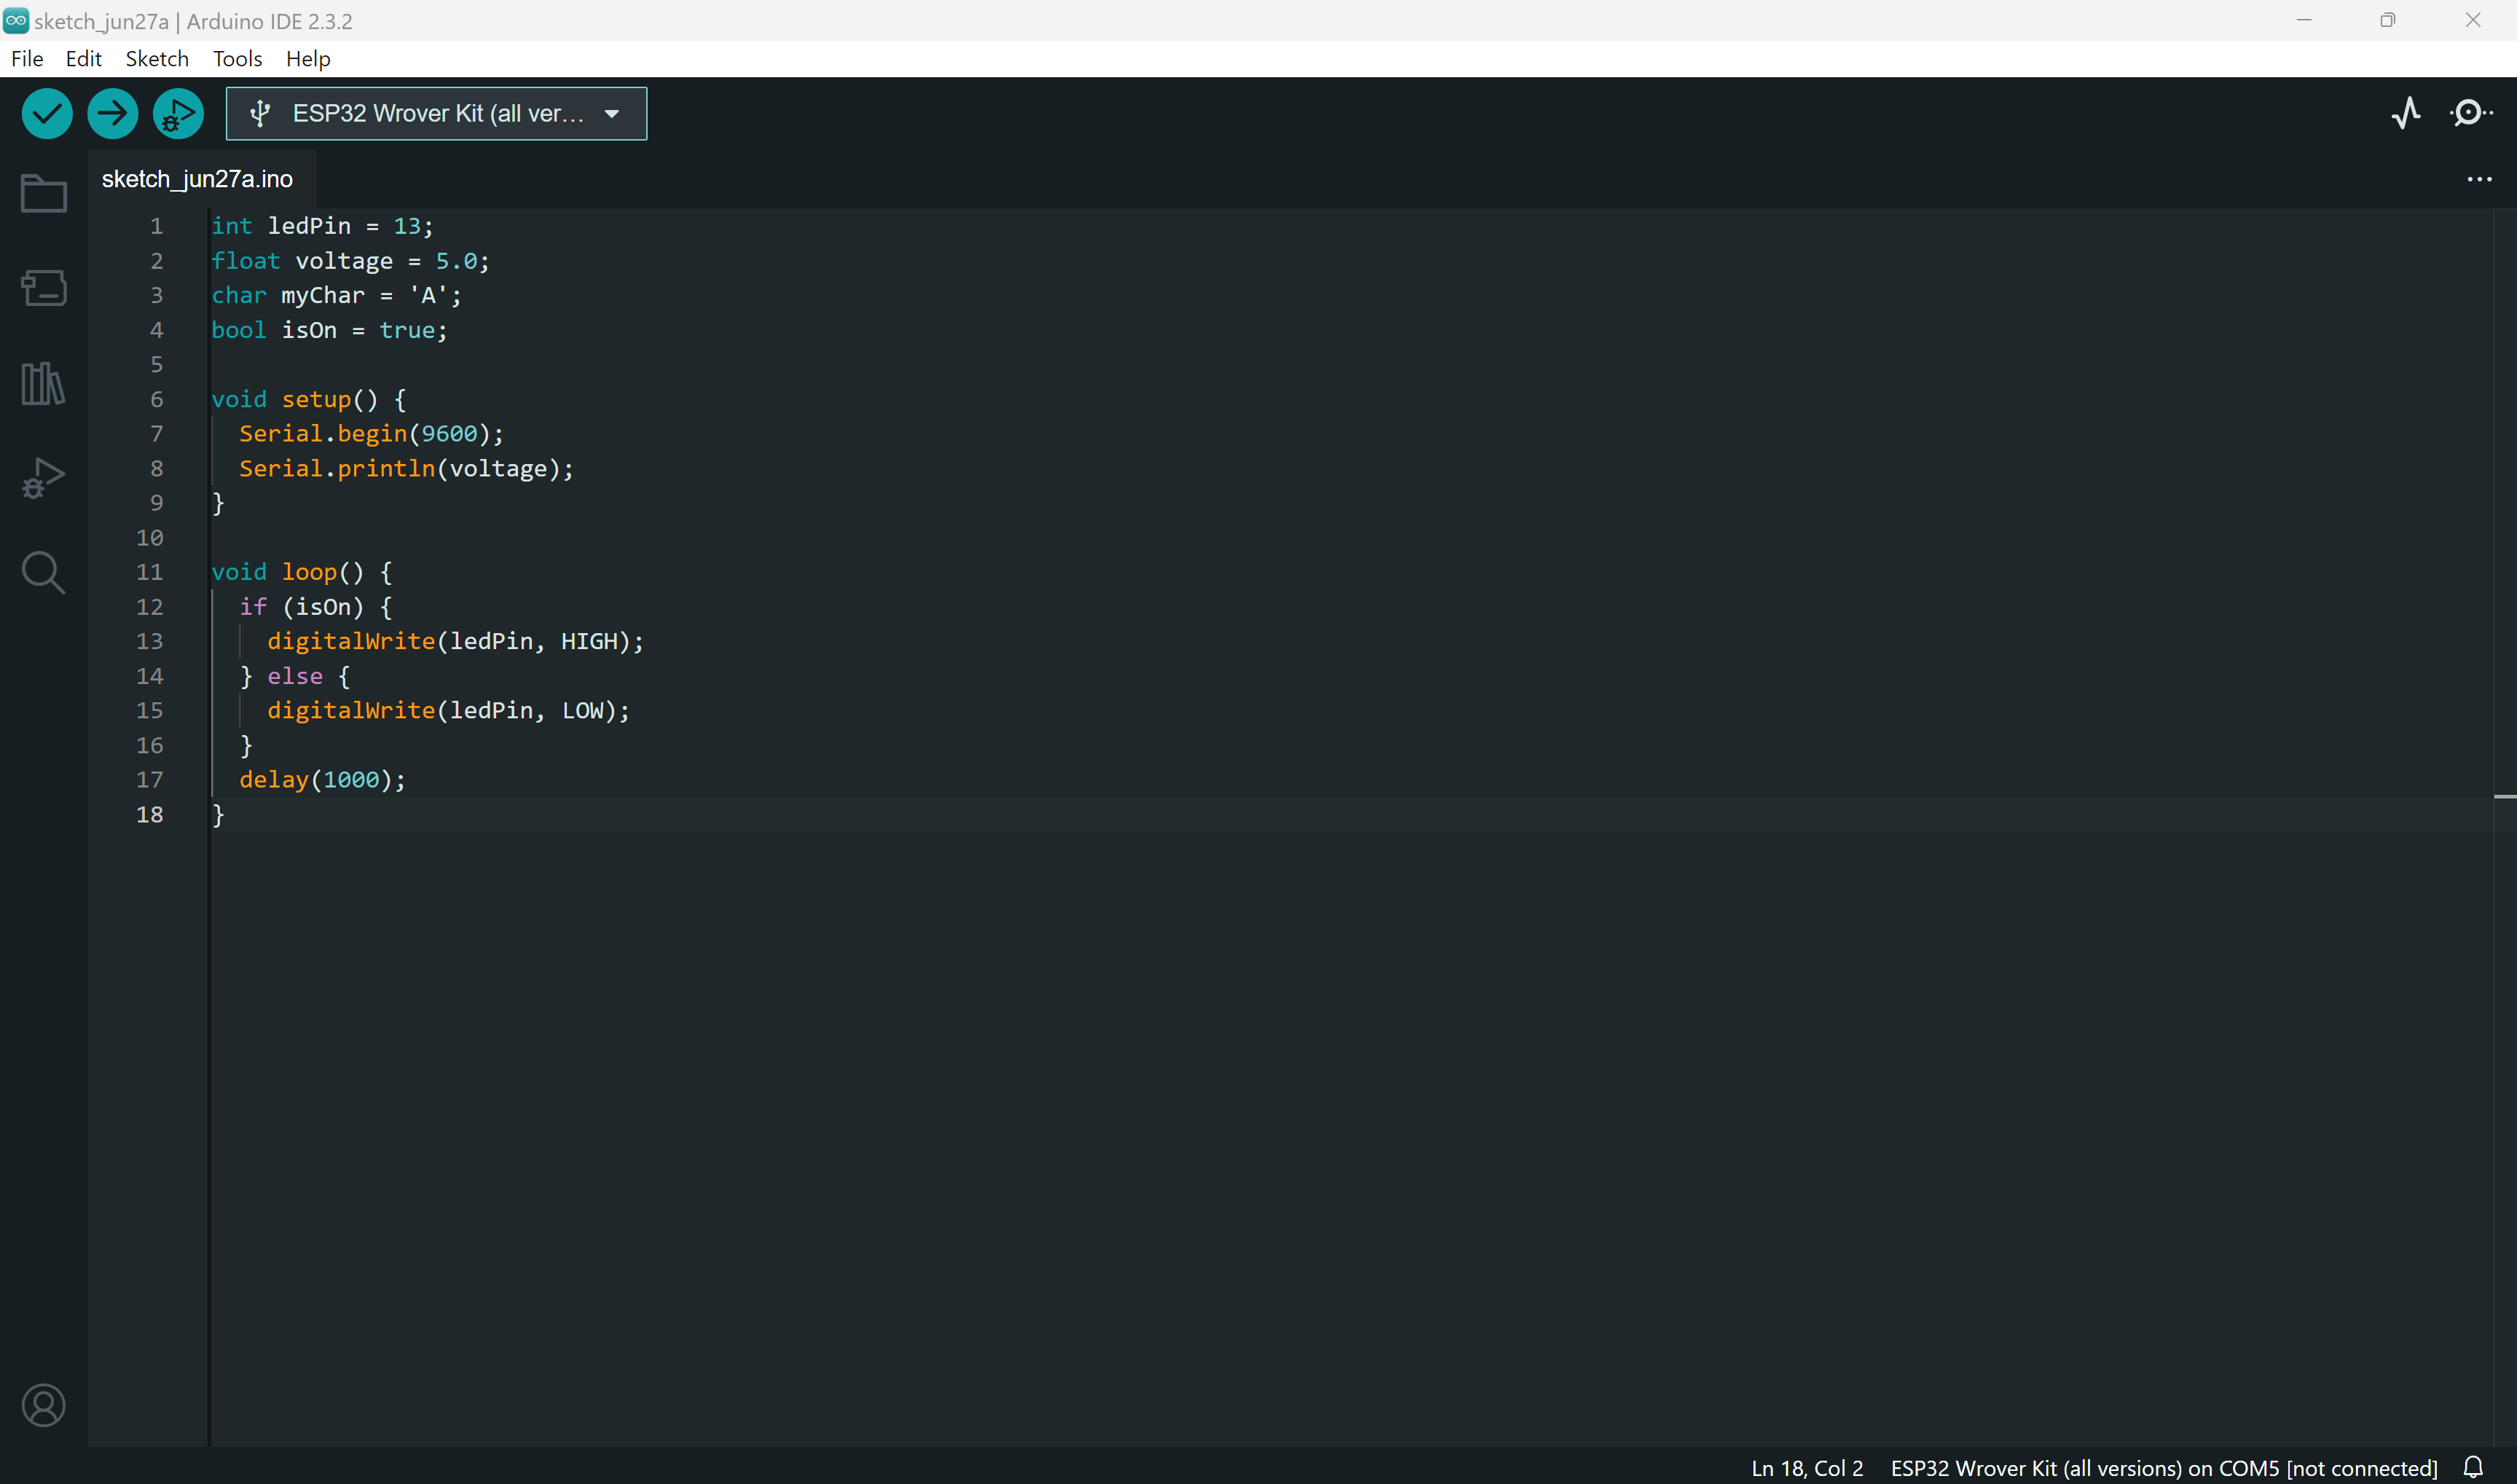 sketch_jun27a | Arduino IDE 2.3.2
File Edit Sketch Tools Help
ESP32 Wrover Kit (all ver...
sketch_jun27a.ino
1 int ledPin = 13;
2 float voltage = 5.0;
3 char myChar = 'A';
4 bool isOn = true;
5
6 void setup() {
7   Serial.begin(9600);
8   Serial.println(voltage);
9 }
10
11 void loop() {
12   if (isOn) {
13     digitalWrite(ledPin, HIGH);
14   } else {
15     digitalWrite(ledPin, LOW);
16   }
17   delay(1000);
18 }
Ln 18, Col 2 ESP32 Wrover Kit (all versions) on COM5 [not connected]